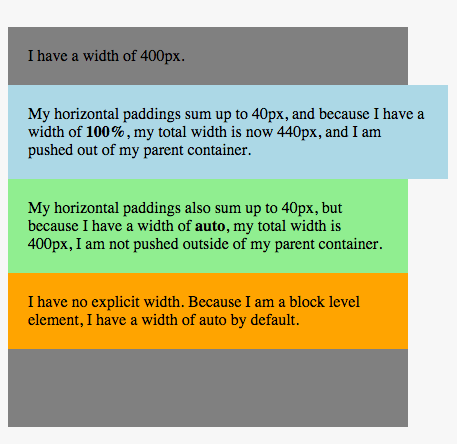 I have a width of 400px.
My horizontal paddings sum up to 40px, and because I have a
width of 100%, my total width is now 440px, and I am
pushed out of my parent container.
My horizontal paddings also sum up to 40px, but
because I have a width of auto, my total width is
400px, I am not pushed outside of my parent container.
I have no explicit width. Because I am a block level
element, I have a width of auto by default.